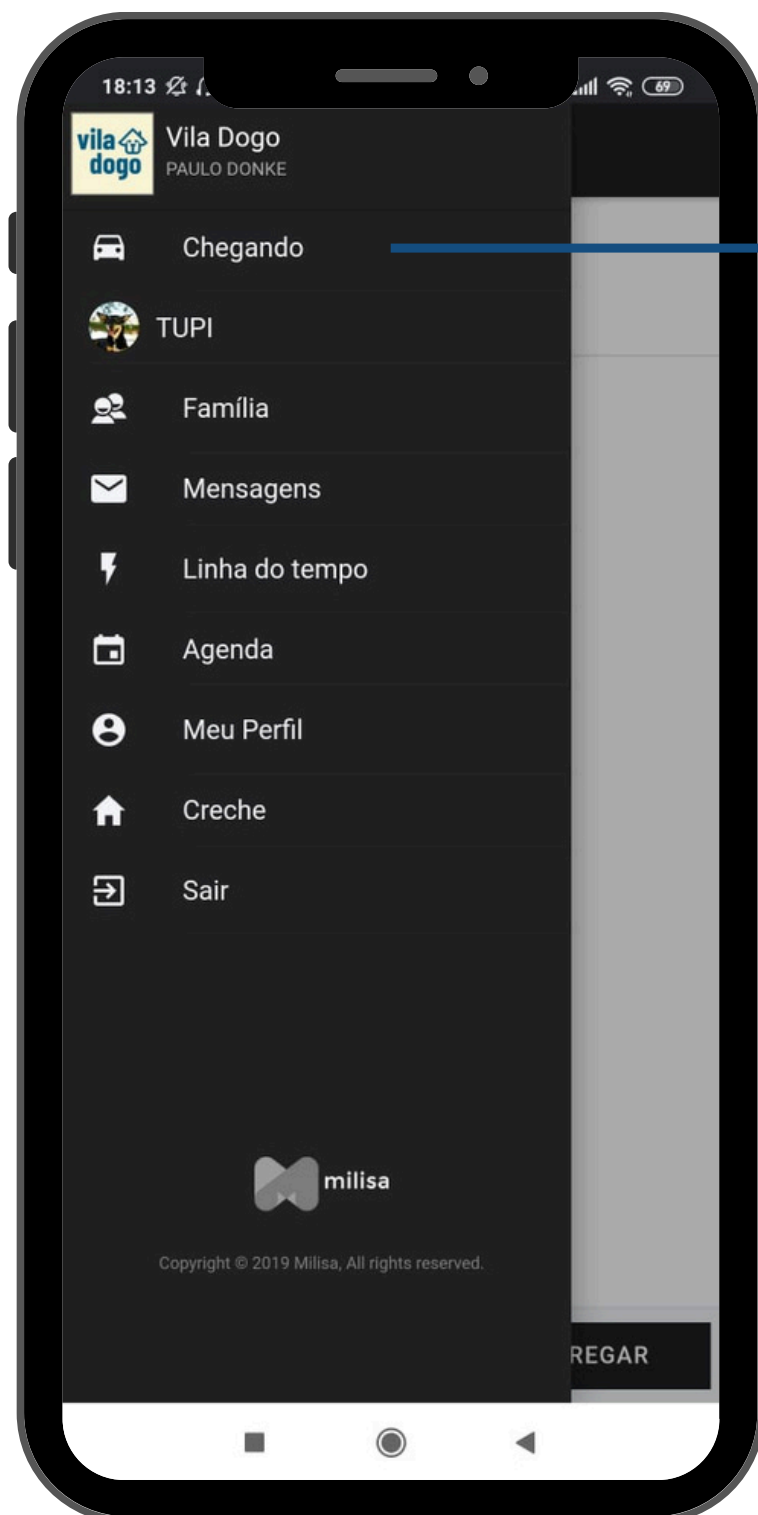 18:13
69
vila
dogo
Vila Dogo
PAULO DONKE
Chegando
TUPI
Família
Mensagens
Linha do tempo
Agenda
Meu Perfil
Creche
Sair
milisa
Copyright © 2019 Milisa, All rights reserved.
REGAR